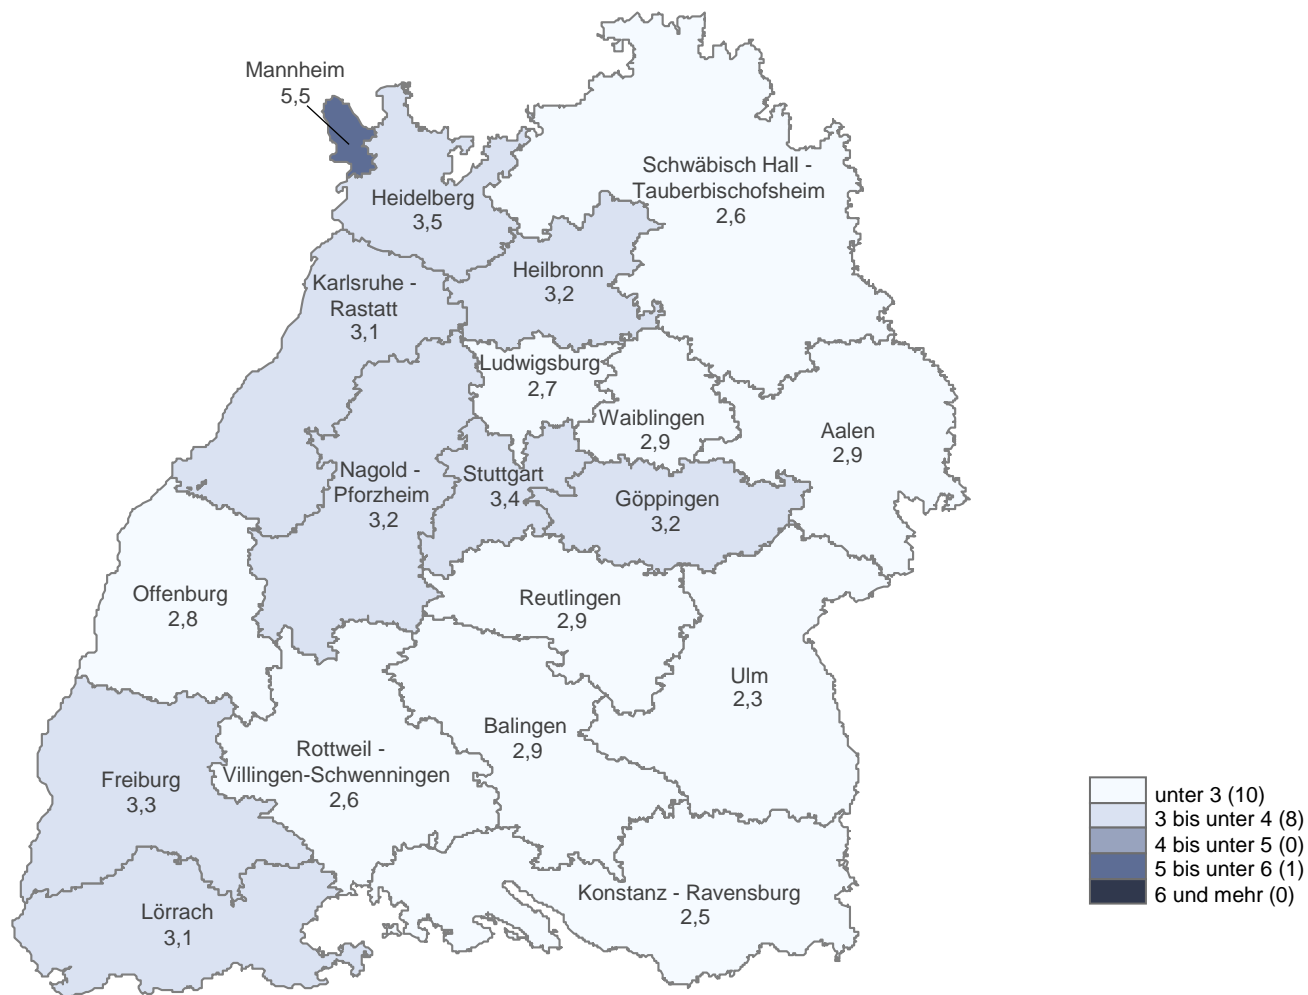 Mannheim
5,5
Schwäbisch Hall -
Tauberbischofsheim
2,6
Heidelberg
3,5
Heilbronn
3,2
Karlsruhe -
Rastatt
3,1
Ludwigsburg
2,7
Waiblingen
2,9
Aalen
2,9
Nagold -
Pforzheim
3,2
Stuttgart
3,4
Göppingen
3,2
Offenburg
2,8
Reutlingen
2,9
Ulm
2,3
Balingen
2,9
Rottweil -
Villingen-Schwenningen
2,6
Freiburg
3,3
Konstanz - Ravensburg
2,5
Lörrach
3,1
unter 3 (10)
3 bis unter 4 (8)
4 bis unter 5 (0)
5 bis unter 6 (1)
6 und mehr (0)